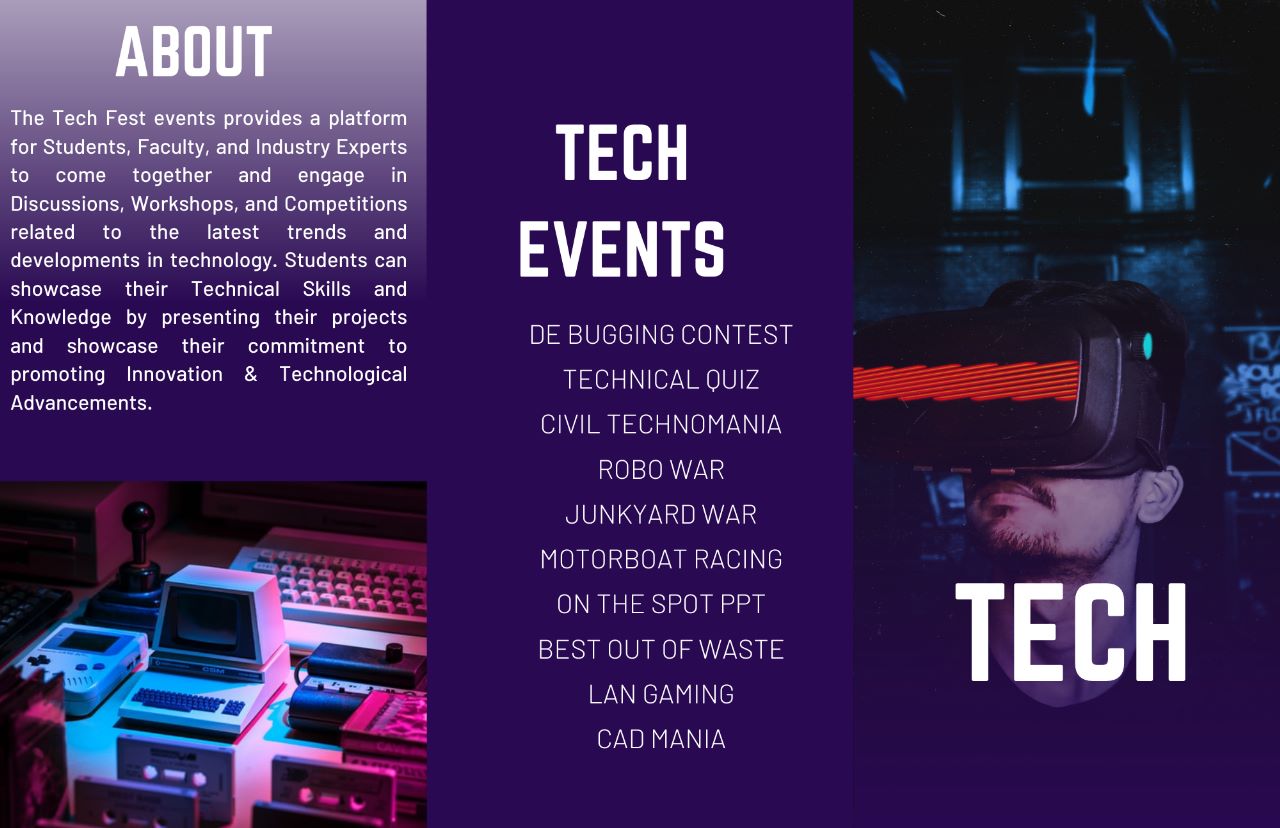 ABOUT
The Tech Fest events provides a platform
for Students, Faculty, and Industry Experts
to come together and engage in
Discussions, Workshops, and Competitions
related to the latest trends and
developments in technology. Students can
showcase their Technical Skills and
Knowledge by presenting their projects
and showcase their commitment to
promoting Innovation & Technological
Advancements.
TECH
EVENTS
DE BUGGING CONTEST
TECHNICAL QUIZ
CIVIL TECHNOMANIA
ROBO WAR
JUNKYARD WAR
MOTORBOAT RACING
ON THE SPOT PPT
BEST OUT OF WASTE
LAN GAMING
CAD MANIA
TECH